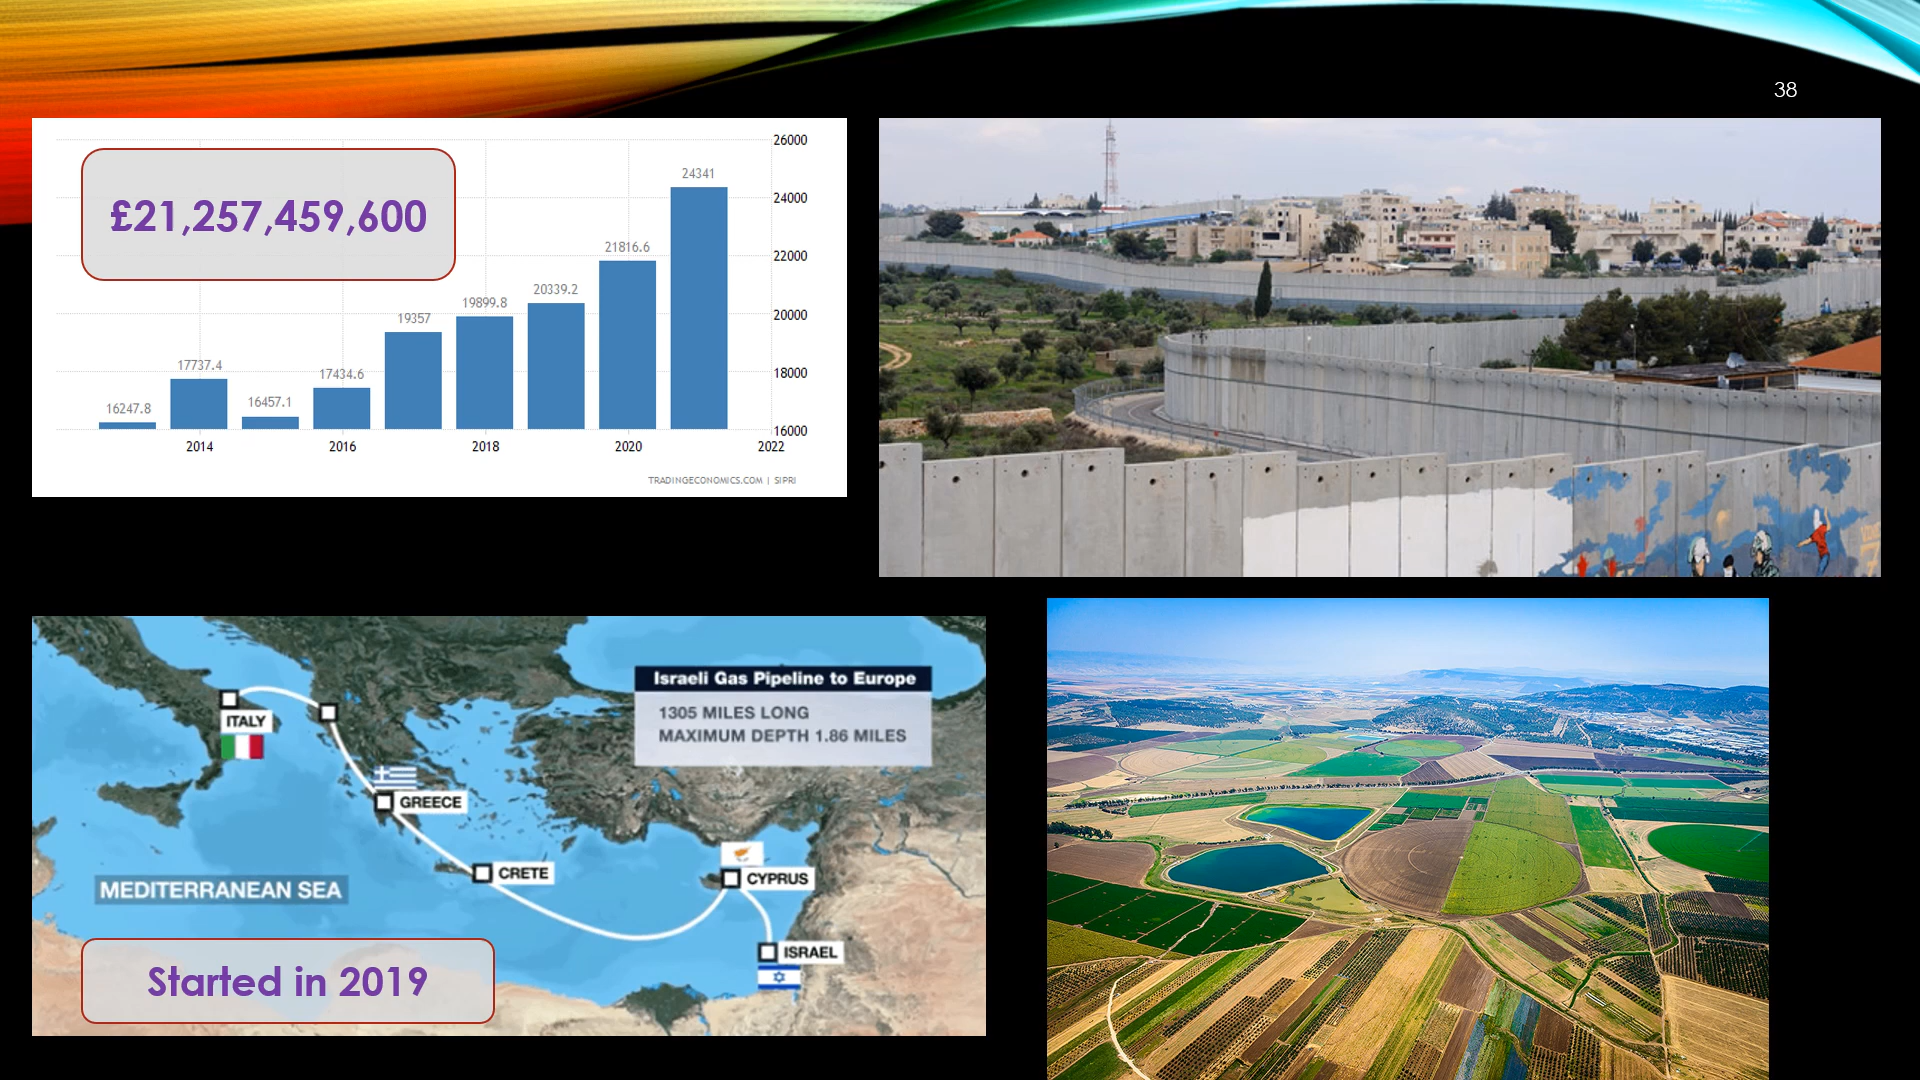 38
£21,257,459,600
26000
24000
22000
20000
18000
16000
16247.8
17737.4
16457.1
17434.6
19357
19899.8
20339.2
21816.6
24341
2014
2016
2018
2020
2022
TRADINGECONOMICS.COM | SIPRI
Israeli Gas Pipeline to Europe
1305 MILES LONG
MAXIMUM DEPTH 1.86 MILES
ITALY
GREECE
CRETE
CYPRUS
MEDITERRANEAN SEA
ISRAEL
Started in 2019